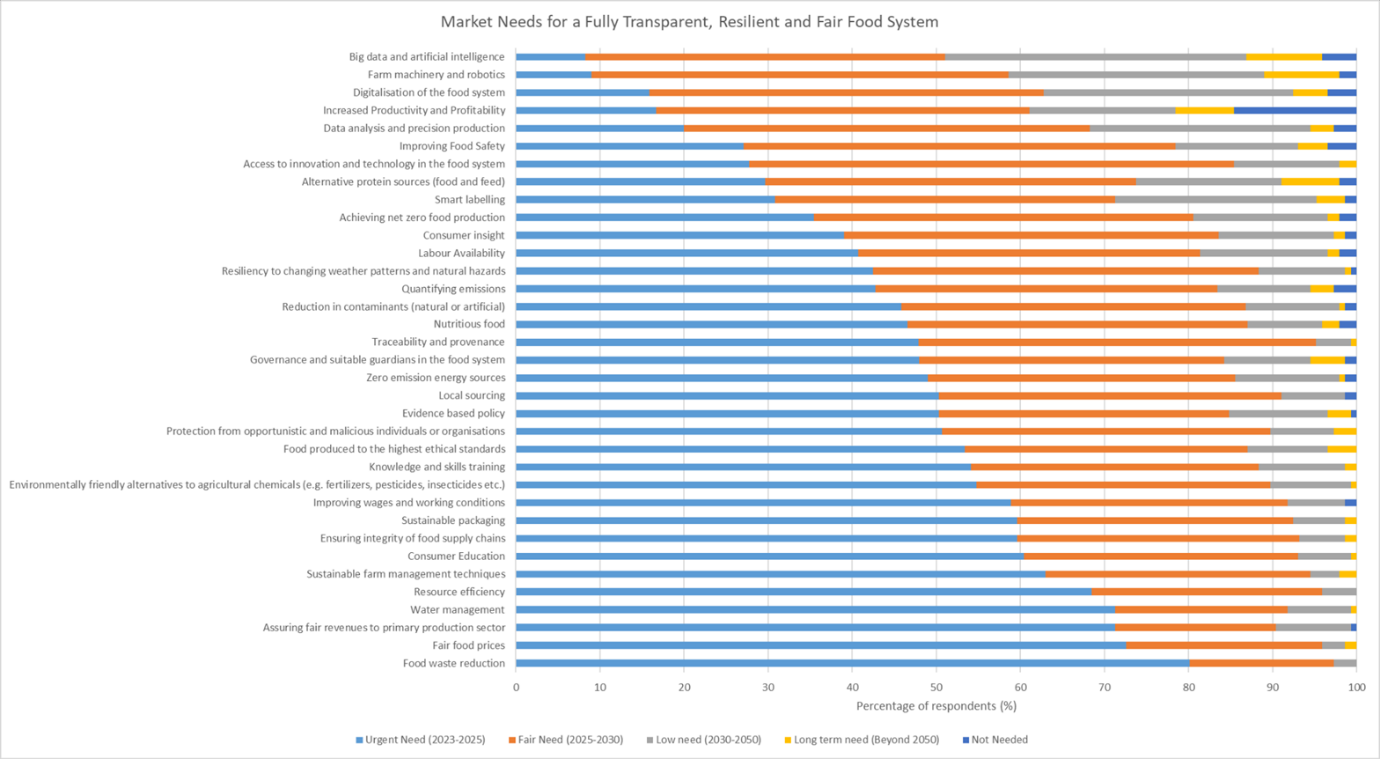 Market Needs for a Fully Transparent, Resilient and Fair Food System
Big data and artificial intelligence
Farm machinery and robotics
Digitalisation of the food system
Increased Productivity and Profitability
Data analysis and precision production
Improving Food Safety
Access to innovation and technology in the food system
Alternative protein sources (food and feed)
Smart labelling
Achieving net zero food production
Consumer insight
Labour Availability
Resiliency to changing weather patterns and natural hazards
Quantifying emissions
Reduction in contaminants (natural or artificial)
Nutritious food
Traceability and provenance
Governance and suitable guardians in the food system
Zero emission energy sources
Local sourcing
Evidence based policy
Protection from opportunistic and malicious individuals or organisations
Food produced to the highest ethical standards
Knowledge and skills training
Environmentally friendly alternatives to agricultural chemicals (e.g. fertilizers, pesticides, insecticides etc.)
Improving wages and working conditions
Sustainable packaging
Ensuring integrity of food supply chains
Consumer Education
Sustainable farm management techniques
Resource efficiency
Water management
Assuring fair revenues to primary production sector
Fair food prices
Food waste reduction
0 10 20 30 40 50 60 70 80 90 100
Percentage of respondents (%)
Urgent Need (2023-2025) Fair Need (2025-2030) Low need (2030-2050) Long term need (Beyond 2050) Not Needed